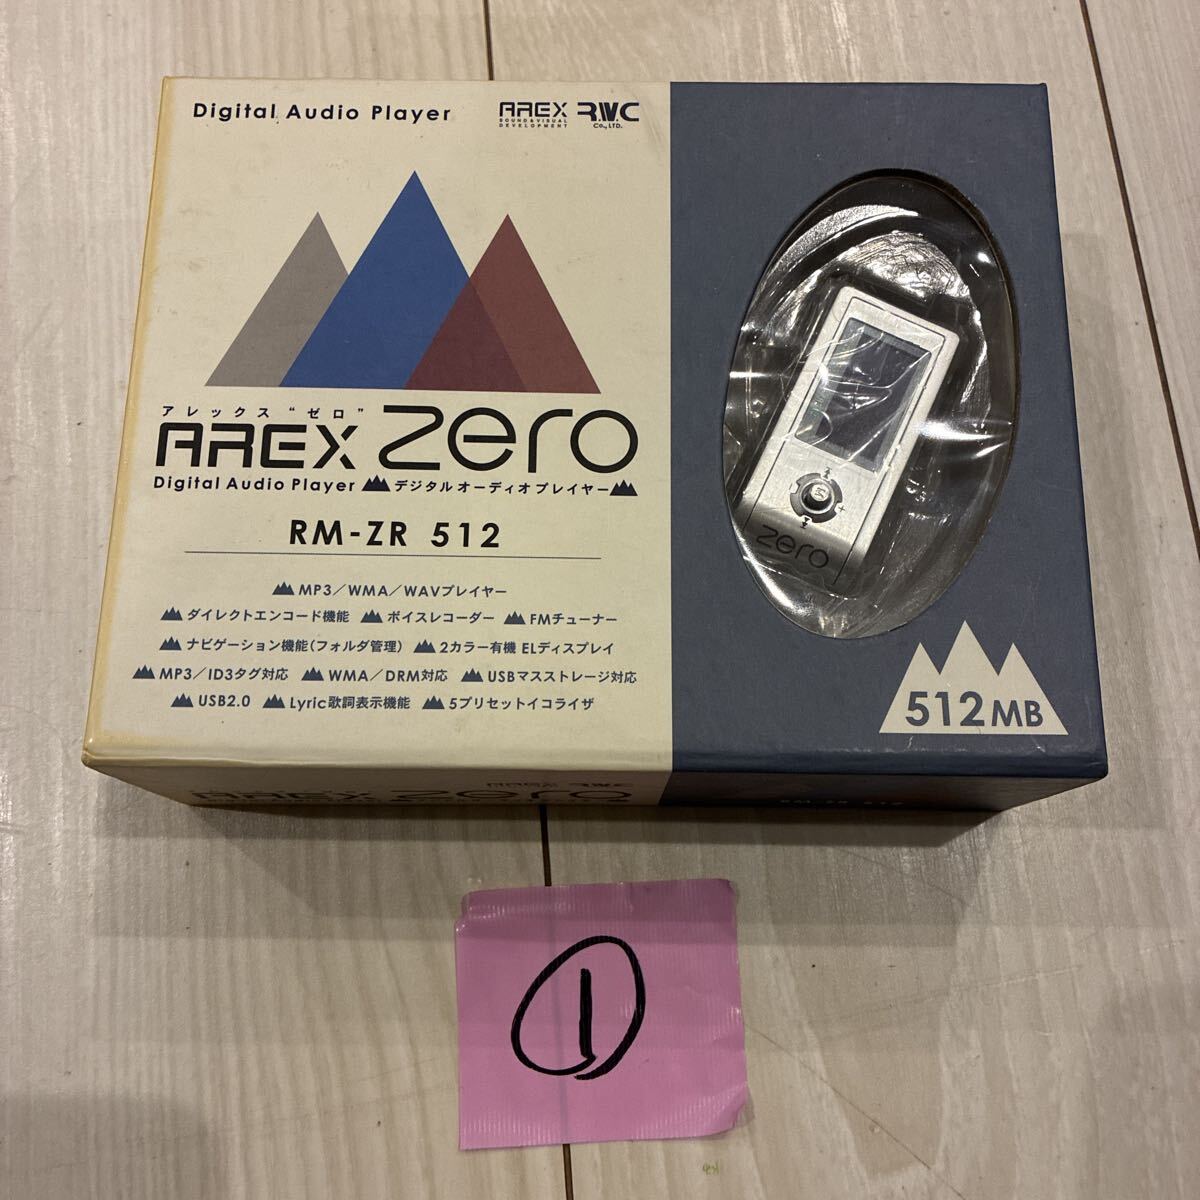 Digital Audio Player
AREX
SOUND & VISUAL
DEVELOPMENT
R.W.C
Co., LTD.
アレックス "ゼロ"
AREX zero
Digital Audio Player デジタルオーディオプレイヤー
RM-ZR 512
MP3／WMA／WAVプレイヤー
ダイレクトエンコード機能 ボイスレコーダー FMチューナー
ナビゲーション機能(フォルダ管理) 2カラー有機 ELディスプレイ
MP3／ID3タグ対応 WMA／DRM対応 USBマスストレージ対応
USB2.0 Lyric歌詞表示機能 5プリセットイコライザ
zero
512MB
AREX R.W.C
AREX zero
RM-ZR 512
①